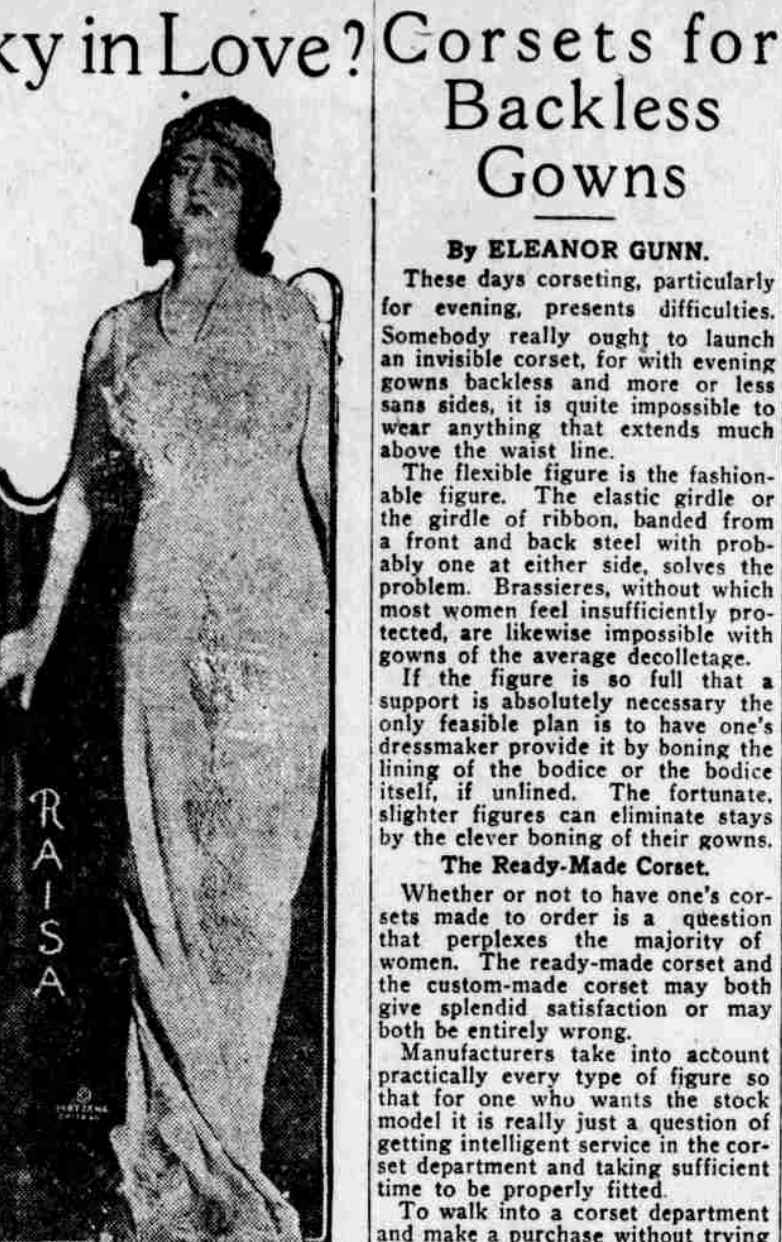 ky in Love?
R
A
I
S
A
Corsets for
Backless
Gowns
By ELEANOR GUNN.
These days corseting, particularly
for evening, presents difficulties.
Somebody really ought to launch
an invisible corset, for with evening
gowns backless and more or less
sans sides, it is quite impossible to
wear anything that extends much
above the waist line.
The flexible figure is the fashion-
able figure. The elastic girdle or
the girdle of ribbon, banded from
a front and back steel with prob-
ably one at either side, solves the
problem. Brassieres, without which
most women feel insufficiently pro-
tected, are likewise impossible with
gowns of the average decolletage.
If the figure is so full that a
support is absolutely necessary the
only feasible plan is to have one's
dressmaker provide it by boning the
lining of the bodice or the bodice
itself, if unlined. The fortunate,
slighter figures can eliminate stays
by the clever boning of their gowns.
The Ready-Made Corset.
Whether or not to have one's cor-
sets made to order is a question
that perplexes the majority of
women. The ready-made corset and
the custom-made corset may both
give splendid satisfaction or may
both be entirely wrong.
Manufacturers take into account
practically every type of figure so
that for one who wants the stock
model it is really just a question of
getting intelligent service in the cor-
set department and taking sufficient
time to be properly fitted.
To walk into a corset department
and make a purchase without trying